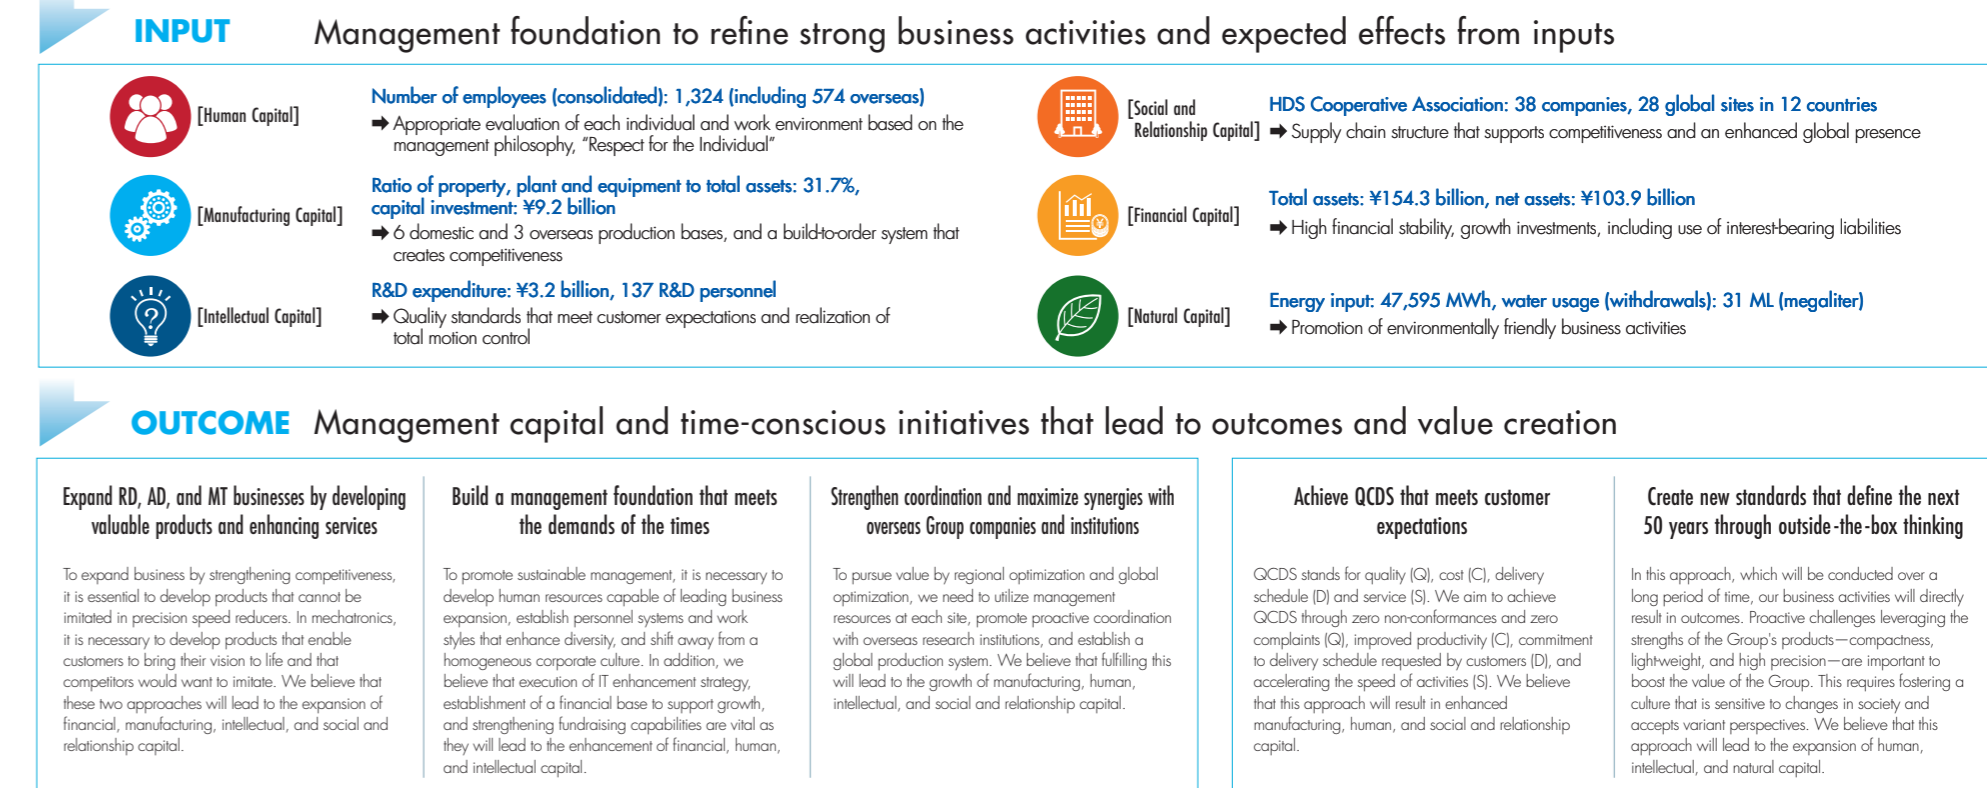 INPUT Management foundation to refine strong business activities and expected effects from inputs
[Human Capital]
Number of employees (consolidated): 1,324 (including 574 overseas)
➡ Appropriate evaluation of each individual and work environment based on the
management philosophy, “Respect for the Individual”
[Manufacturing Capital]
Ratio of property, plant and equipment to total assets: 31.7%,
capital investment: ¥9.2 billion
➡ 6 domestic and 3 overseas production bases, and a build-to-order system that
creates competitiveness
[Intellectual Capital]
R&D expenditure: ¥3.2 billion, 137 R&D personnel
➡ Quality standards that meet customer expectations and realization of
total motion control
[Social and
Relationship Capital]
HDS Cooperative Association: 38 companies, 28 global sites in 12 countries
➡ Supply chain structure that supports competitiveness and an enhanced global presence
[Financial Capital]
Total assets: ¥154.3 billion, net assets: ¥103.9 billion
➡ High financial stability, growth investments, including use of interest-bearing liabilities
[Natural Capital]
Energy input: 47,595 MWh, water usage (withdrawals): 31 ML (megaliter)
➡ Promotion of environmentally friendly business activities
OUTCOME Management capital and time-conscious initiatives that lead to outcomes and value creation
Expand RD, AD, and MT businesses by developing
valuable products and enhancing services
To expand business by strengthening competitiveness,
it is essential to develop products that cannot be
imitated in precision speed reducers. In mechatronics,
it is necessary to develop products that enable
customers to bring their vision to life and that
competitors would want to imitate. We believe that
these two approaches will lead to the expansion of
financial, manufacturing, intellectual, and social and
relationship capital.
Build a management foundation that meets
the demands of the times
To promote sustainable management, it is necessary to
develop human resources capable of leading business
expansion, establish personnel systems and work
styles that enhance diversity, and shift away from a
homogeneous corporate culture. In addition, we
believe that execution of IT enhancement strategy,
establishment of a financial base to support growth,
and strengthening fundraising capabilities are vital as
they will lead to the enhancement of financial, human,
and intellectual capital.
Strengthen coordination and maximize synergies with
overseas Group companies and institutions
To pursue value by regional optimization and global
optimization, we need to utilize management
resources at each site, promote proactive coordination
with overseas research institutions, and establish a
global production system. We believe that fulfilling this
will lead to the growth of manufacturing, human,
intellectual, and social and relationship capital.
Achieve QCDS that meets customer
expectations
QCDS stands for quality (Q), cost (C), delivery
schedule (D) and service (S). We aim to achieve
QCDS through zero non-conformances and zero
complaints (Q), improved productivity (C), commitment
to delivery schedule requested by customers (D), and
accelerating the speed of activities (S). We believe
that this approach will result in enhanced
manufacturing, human, and social and relationship
capital.
Create new standards that define the next
50 years through outside-the-box thinking
In this approach, which will be conducted over a
long period of time, our business activities will directly
result in outcomes. Proactive challenges leveraging the
strengths of the Group’s products—compactness,
light-weight, and high precision—are important to
boost the value of the Group. This requires fostering a
culture that is sensitive to changes in society and
accepts variant perspectives. We believe that this
approach will lead to the expansion of human,
intellectual, and natural capital.